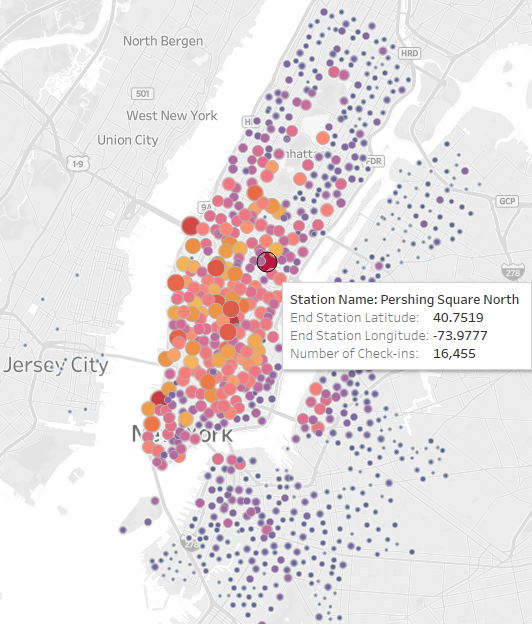 North Bergen
HRD
501
West New York
H
Union City
nhatt
1-9
FDR
9A
GCP
278
Station Name: Pershing Square North
End Station Latitude: 40.7519
End Station Longitude: -73.9777
Number of Check-ins: 16,455
Jersey City
New York
278